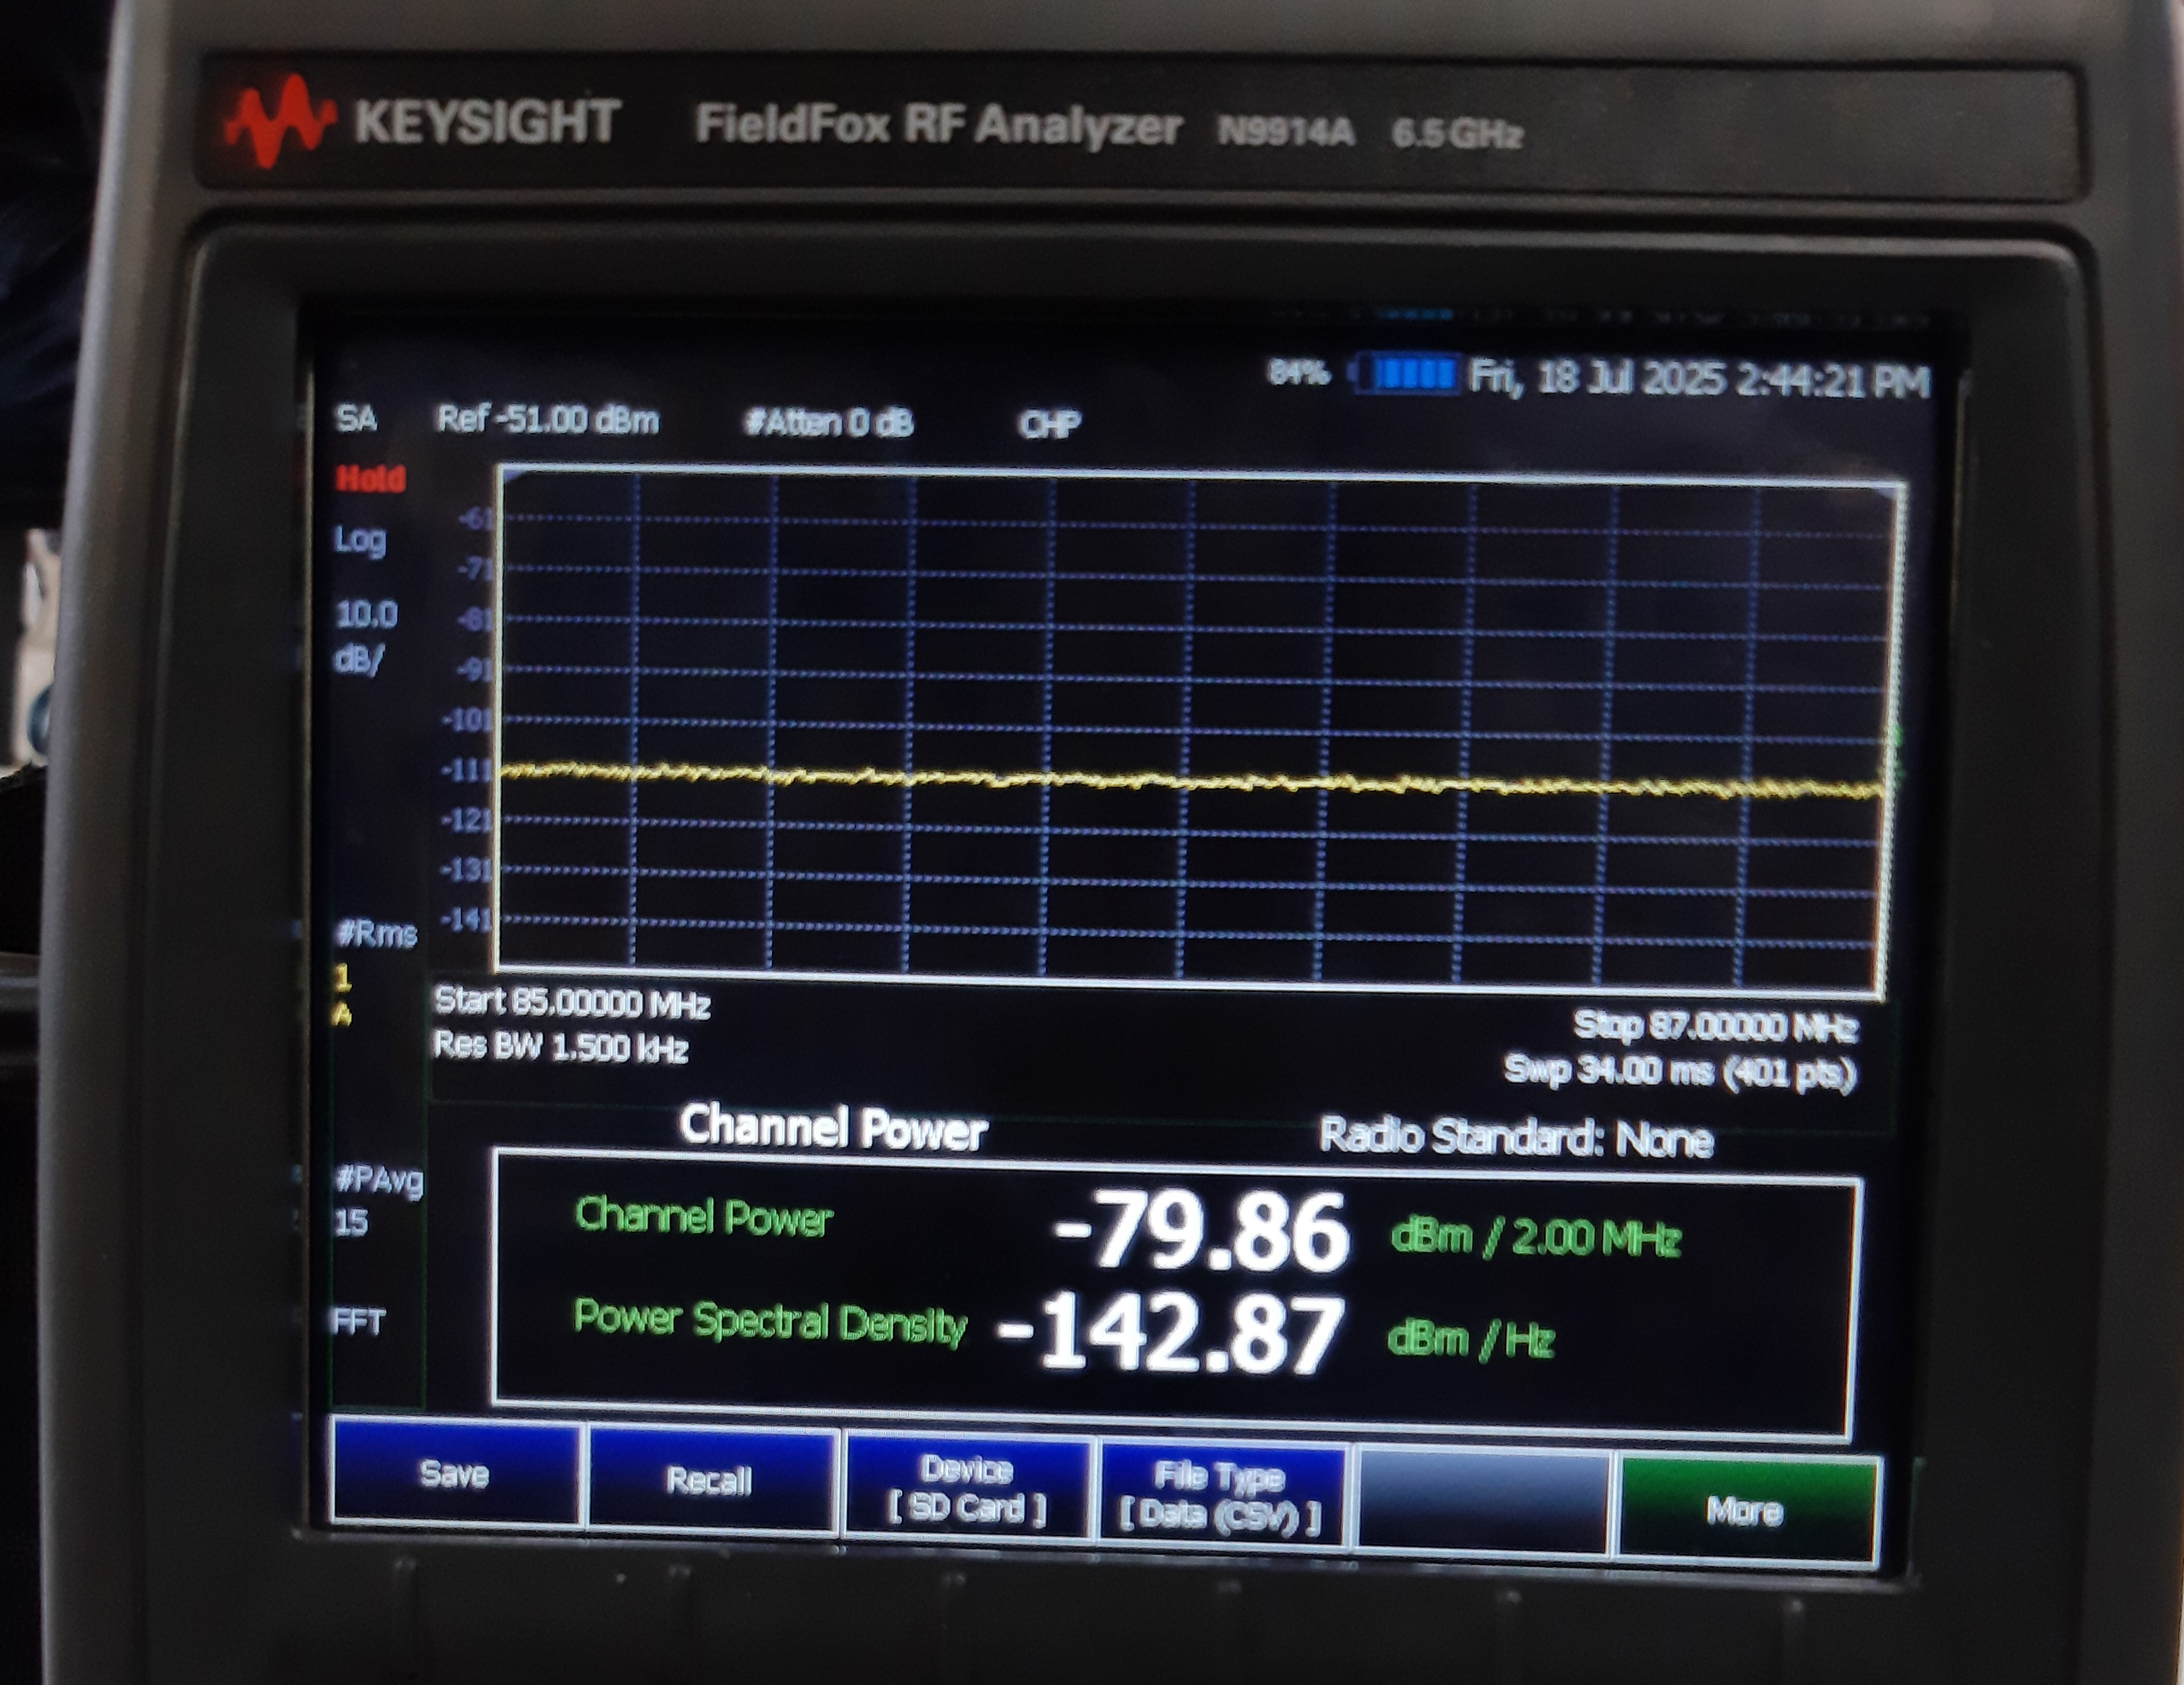 KEYSIGHT FieldFox RF Analyzer N9914A 6.5 GHz
84% Fri, 18 Jul 2025 2:44:21 PM
SA Ref -51.00 dBm #Atten 0 dB CHP
Hold
Log
10.0
dB/
-61
-71
-81
-91
-101
-111
-121
-131
-141
#Rms
1
A
Start 85.00000 MHz Stop 87.00000 MHz
Res BW 1.500 kHz Swp 34.00 ms (401 pts)
Channel Power Radio Standard: None
#PAvg
15
FFT
Channel Power -79.86 dBm / 2.00 MHz
Power Spectral Density -142.87 dBm / Hz
Save
Recall
Device
[ SD Card ]
File Type
[ Data (CSV) ]
More